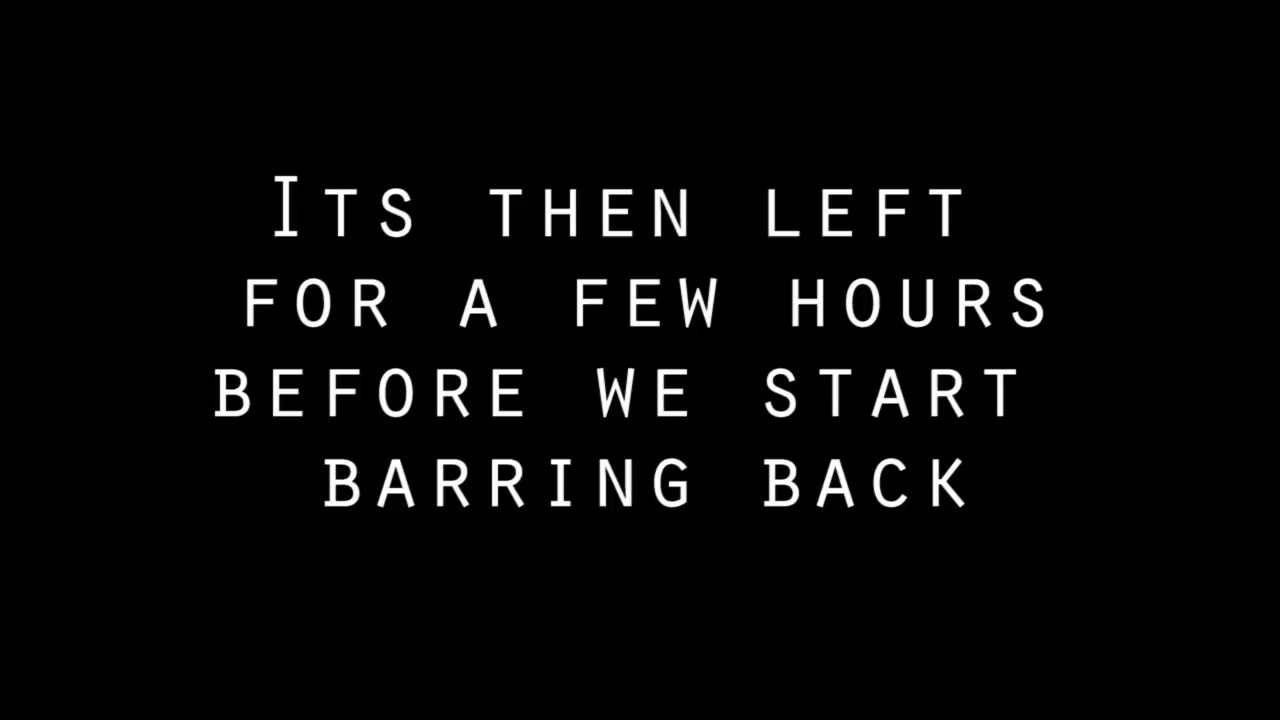 Its then left
for a few hours
before we start
barring back